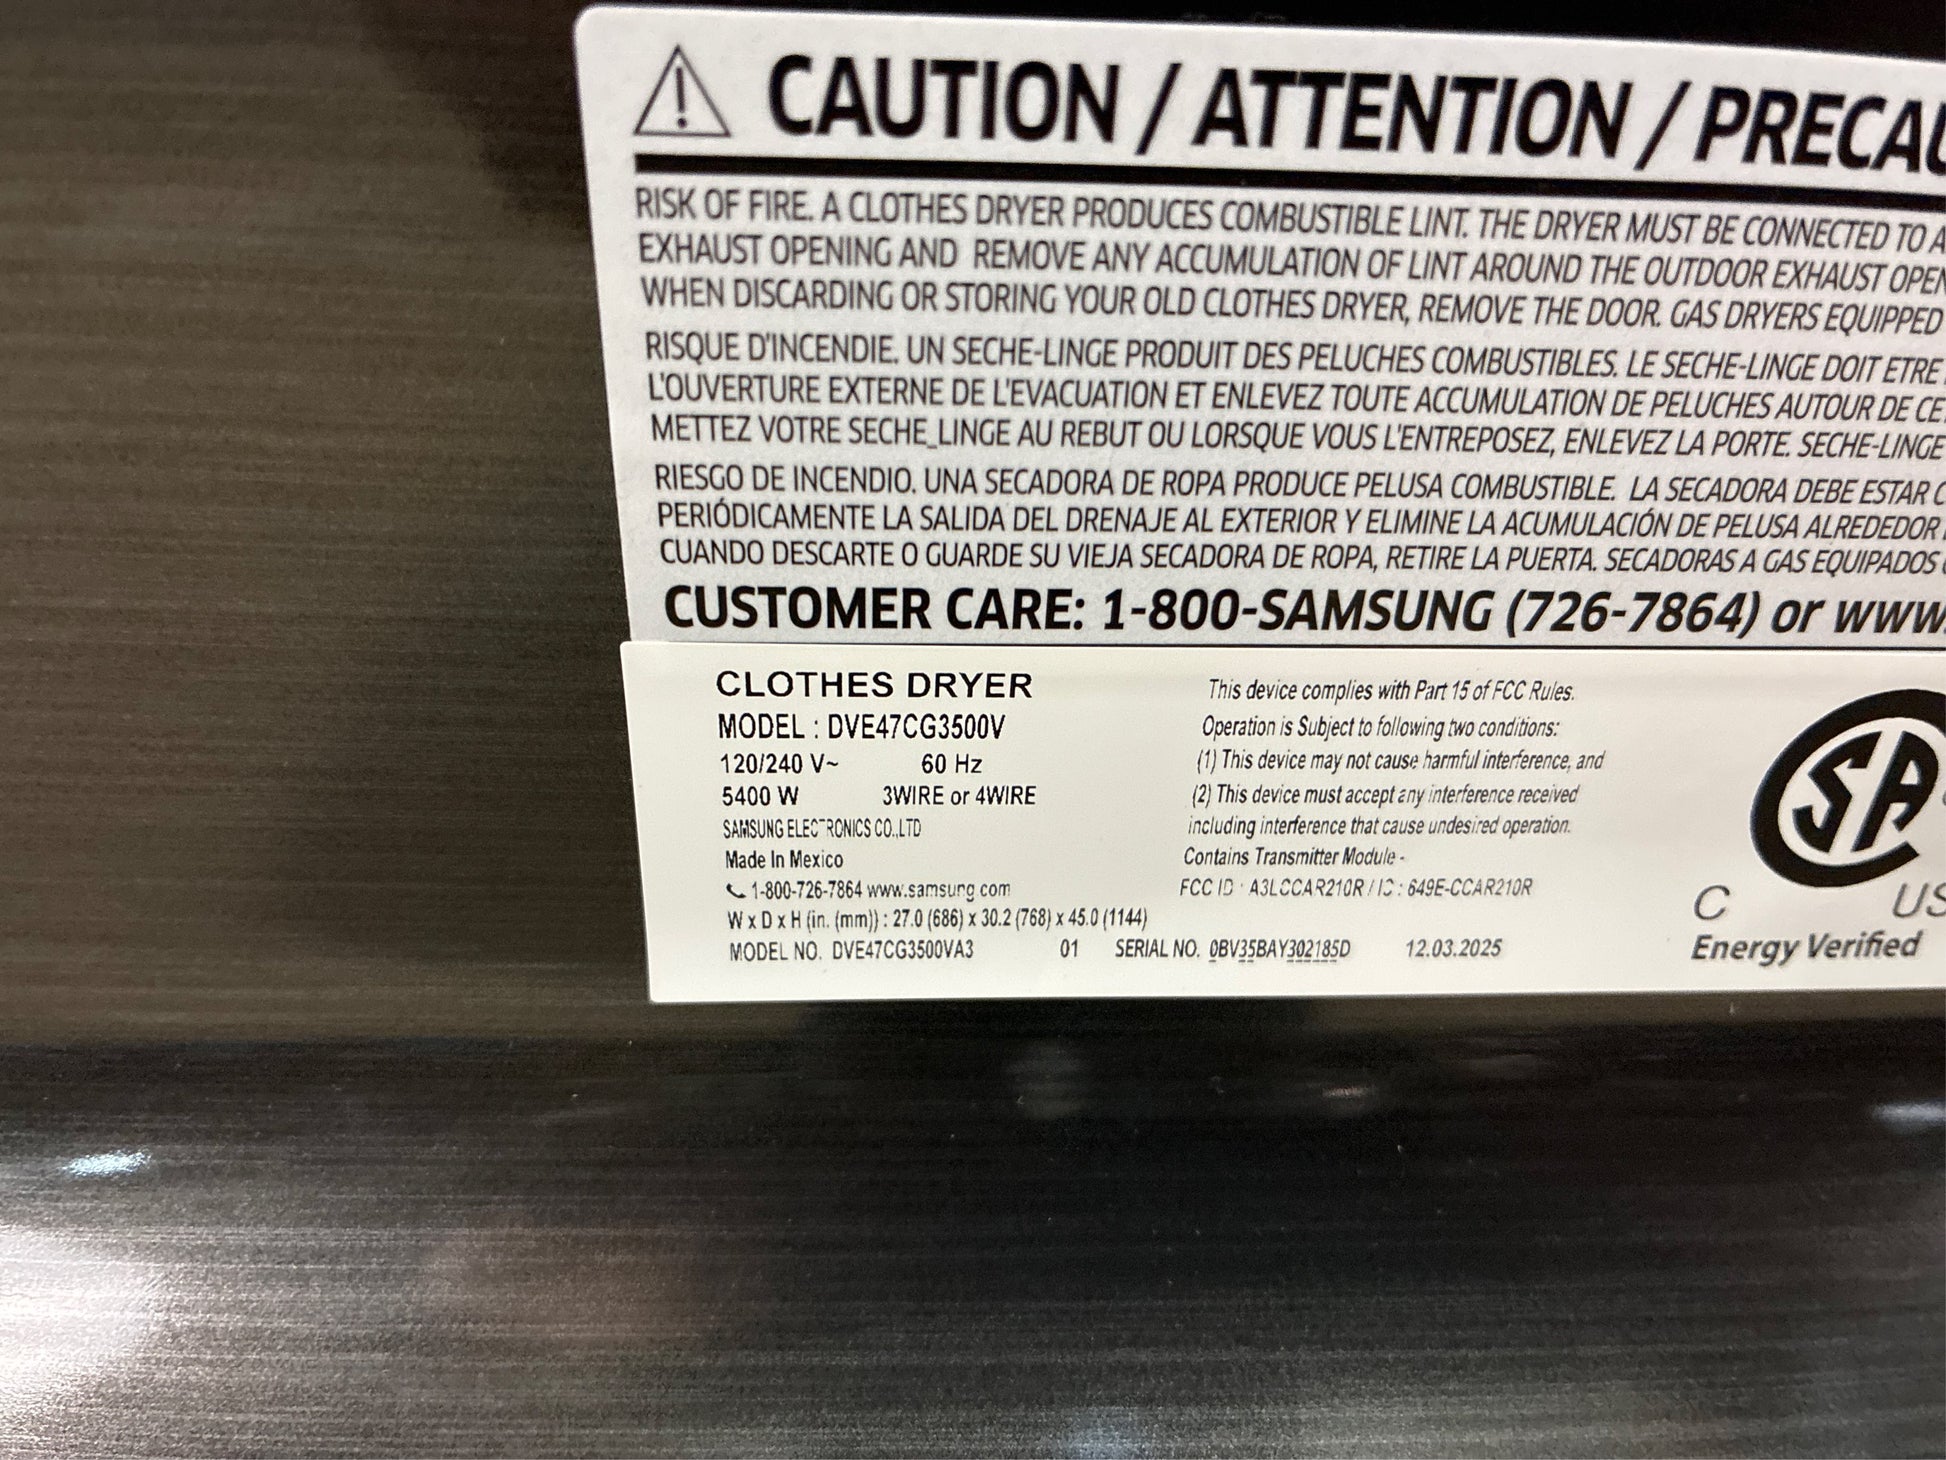 CAUTION / ATTENTION / PRECAU
RISK OF FIRE. A CLOTHES DRYER PRODUCES COMBUSTIBLE LINT. THE DRYER MUST BE CONNECTED TO A
EXHAUST OPENING AND REMOVE ANY ACCUMULATION OF LINT AROUND THE OUTDOOR EXHAUST OPEN
WHEN DISCARDING OR STORING YOUR OLD CLOTHES DRYER, REMOVE THE DOOR. GAS DRYERS EQUIPPED
RISQUE D'INCENDIE. UN SECHE-LINGE PRODUIT DES PELUCHES COMBUSTIBLES. LE SECHE-LINGE DOIT ETRE
L'OUVERTURE EXTERNE DE L'EVACUATION ET ENLEVEZ TOUTE ACCUMULATION DE PELUCHES AUTOUR DE CE
METTEZ VOTRE SECHE_LINGE AU REBUT OU LORSQUE VOUS L'ENTREPOSEZ, ENLEVEZ LA PORTE. SECHE-LINGE
RIESGO DE INCENDIO. UNA SECADORA DE ROPA PRODUCE PELUSA COMBUSTIBLE. LA SECADORA DEBE ESTAR C
PERIÓDICAMENTE LA SALIDA DEL DRENAJE AL EXTERIOR Y ELIMINE LA ACUMULACIÓN DE PELUSA ALREDEDOR
CUANDO DESCARTE O GUARDE SU VIEJA SECADORA DE ROPA, RETIRE LA PUERTA. SECADORAS A GAS EQUIPADOS
CUSTOMER CARE: 1-800-SAMSUNG (726-7864) or www.
CLOTHES DRYER
MODEL : DVE47CG3500V
120/240 V~ 60 Hz
5400 W 3WIRE or 4WIRE
SAMSUNG ELECTRONICS CO.,LTD
Made In Mexico
1-800-726-7864 www.samsung.com
W x D x H (in. (mm)) : 27.0 (686) x 30.2 (768) x 45.0 (1144)
MODEL NO. DVE47CG3500VA3 01 SERIAL NO. 0BV35BAY302185D 12.03.2025
This device complies with Part 15 of FCC Rules.
Operation is Subject to following two conditions:
(1) This device may not cause harmful interference, and
(2) This device must accept any interference received
including interference that cause undesired operation.
Contains Transmitter Module -
FCC ID : A3LCCAR210R / IC : 649E-CCAR210R
SA
C US
Energy Verified